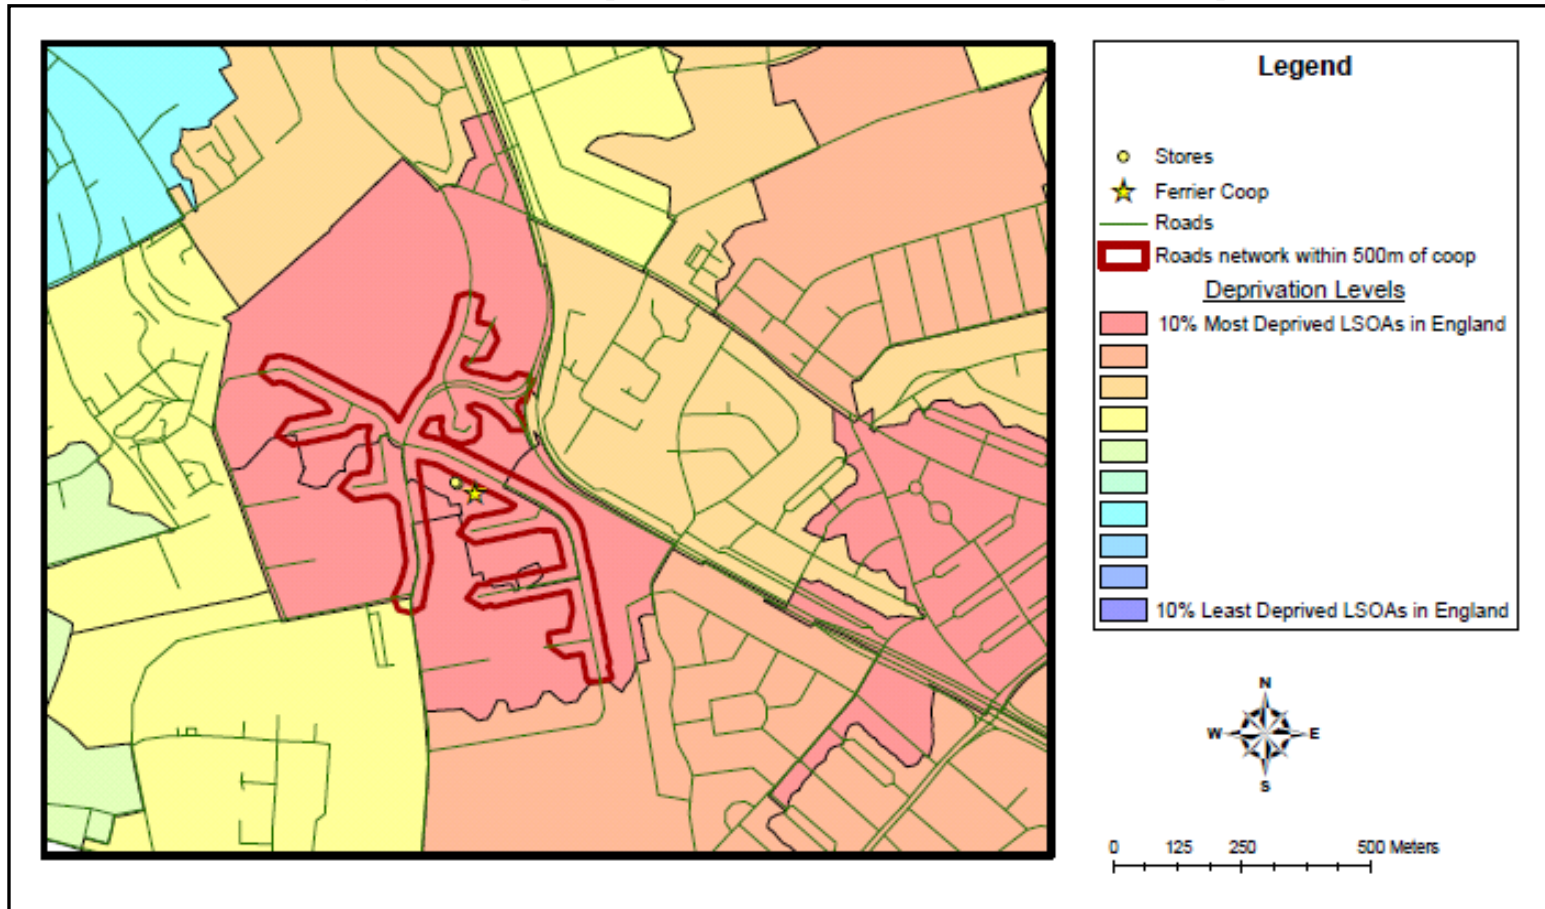 Legend
Stores
Ferrier Coop
Roads
Roads network within 500m of coop
Deprivation Levels
10% Most Deprived LSOAs in England
10% Least Deprived LSOAs in England
N
W E
S
0 125 250 500 Meters